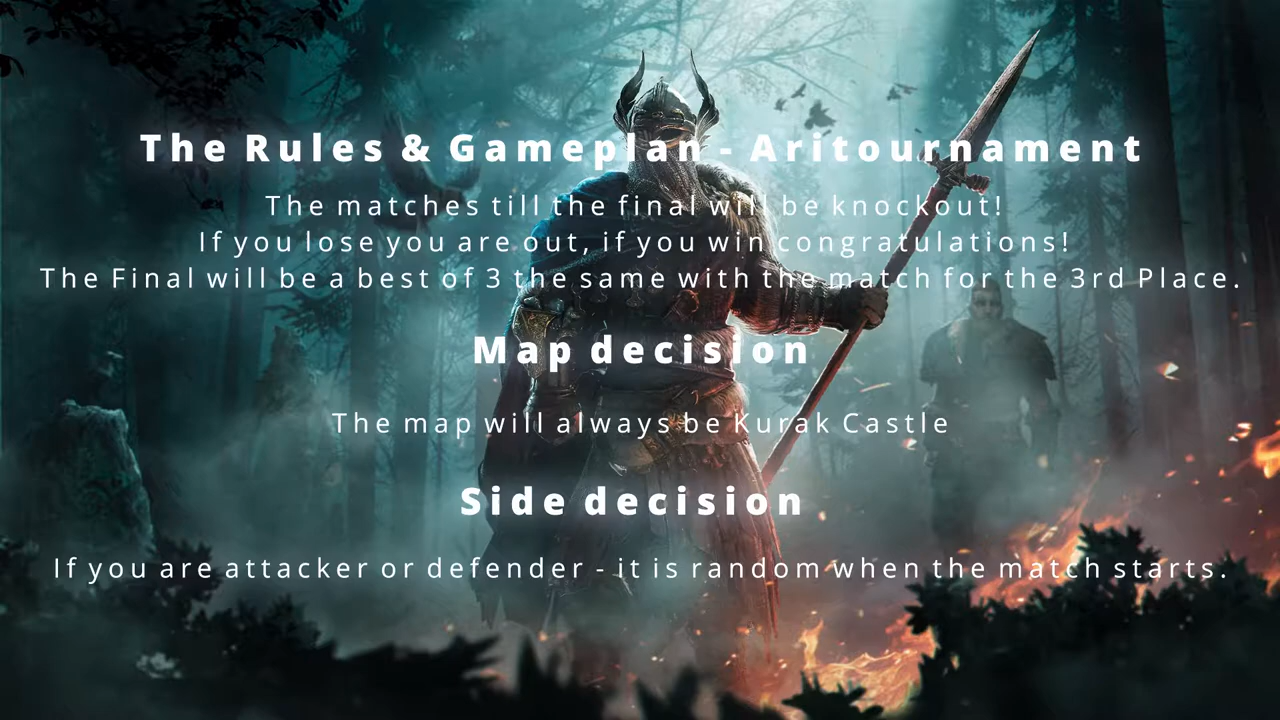 The Rules & Gameplan - Aritournament
The matches till the final will be knockout!
If you lose you are out, if you win congratulations!
The Final will be a best of 3 the same with the match for the 3rd Place.
Map decision
The map will always be Kurak Castle
Side decision
If you are attacker or defender - it is random when the match starts.